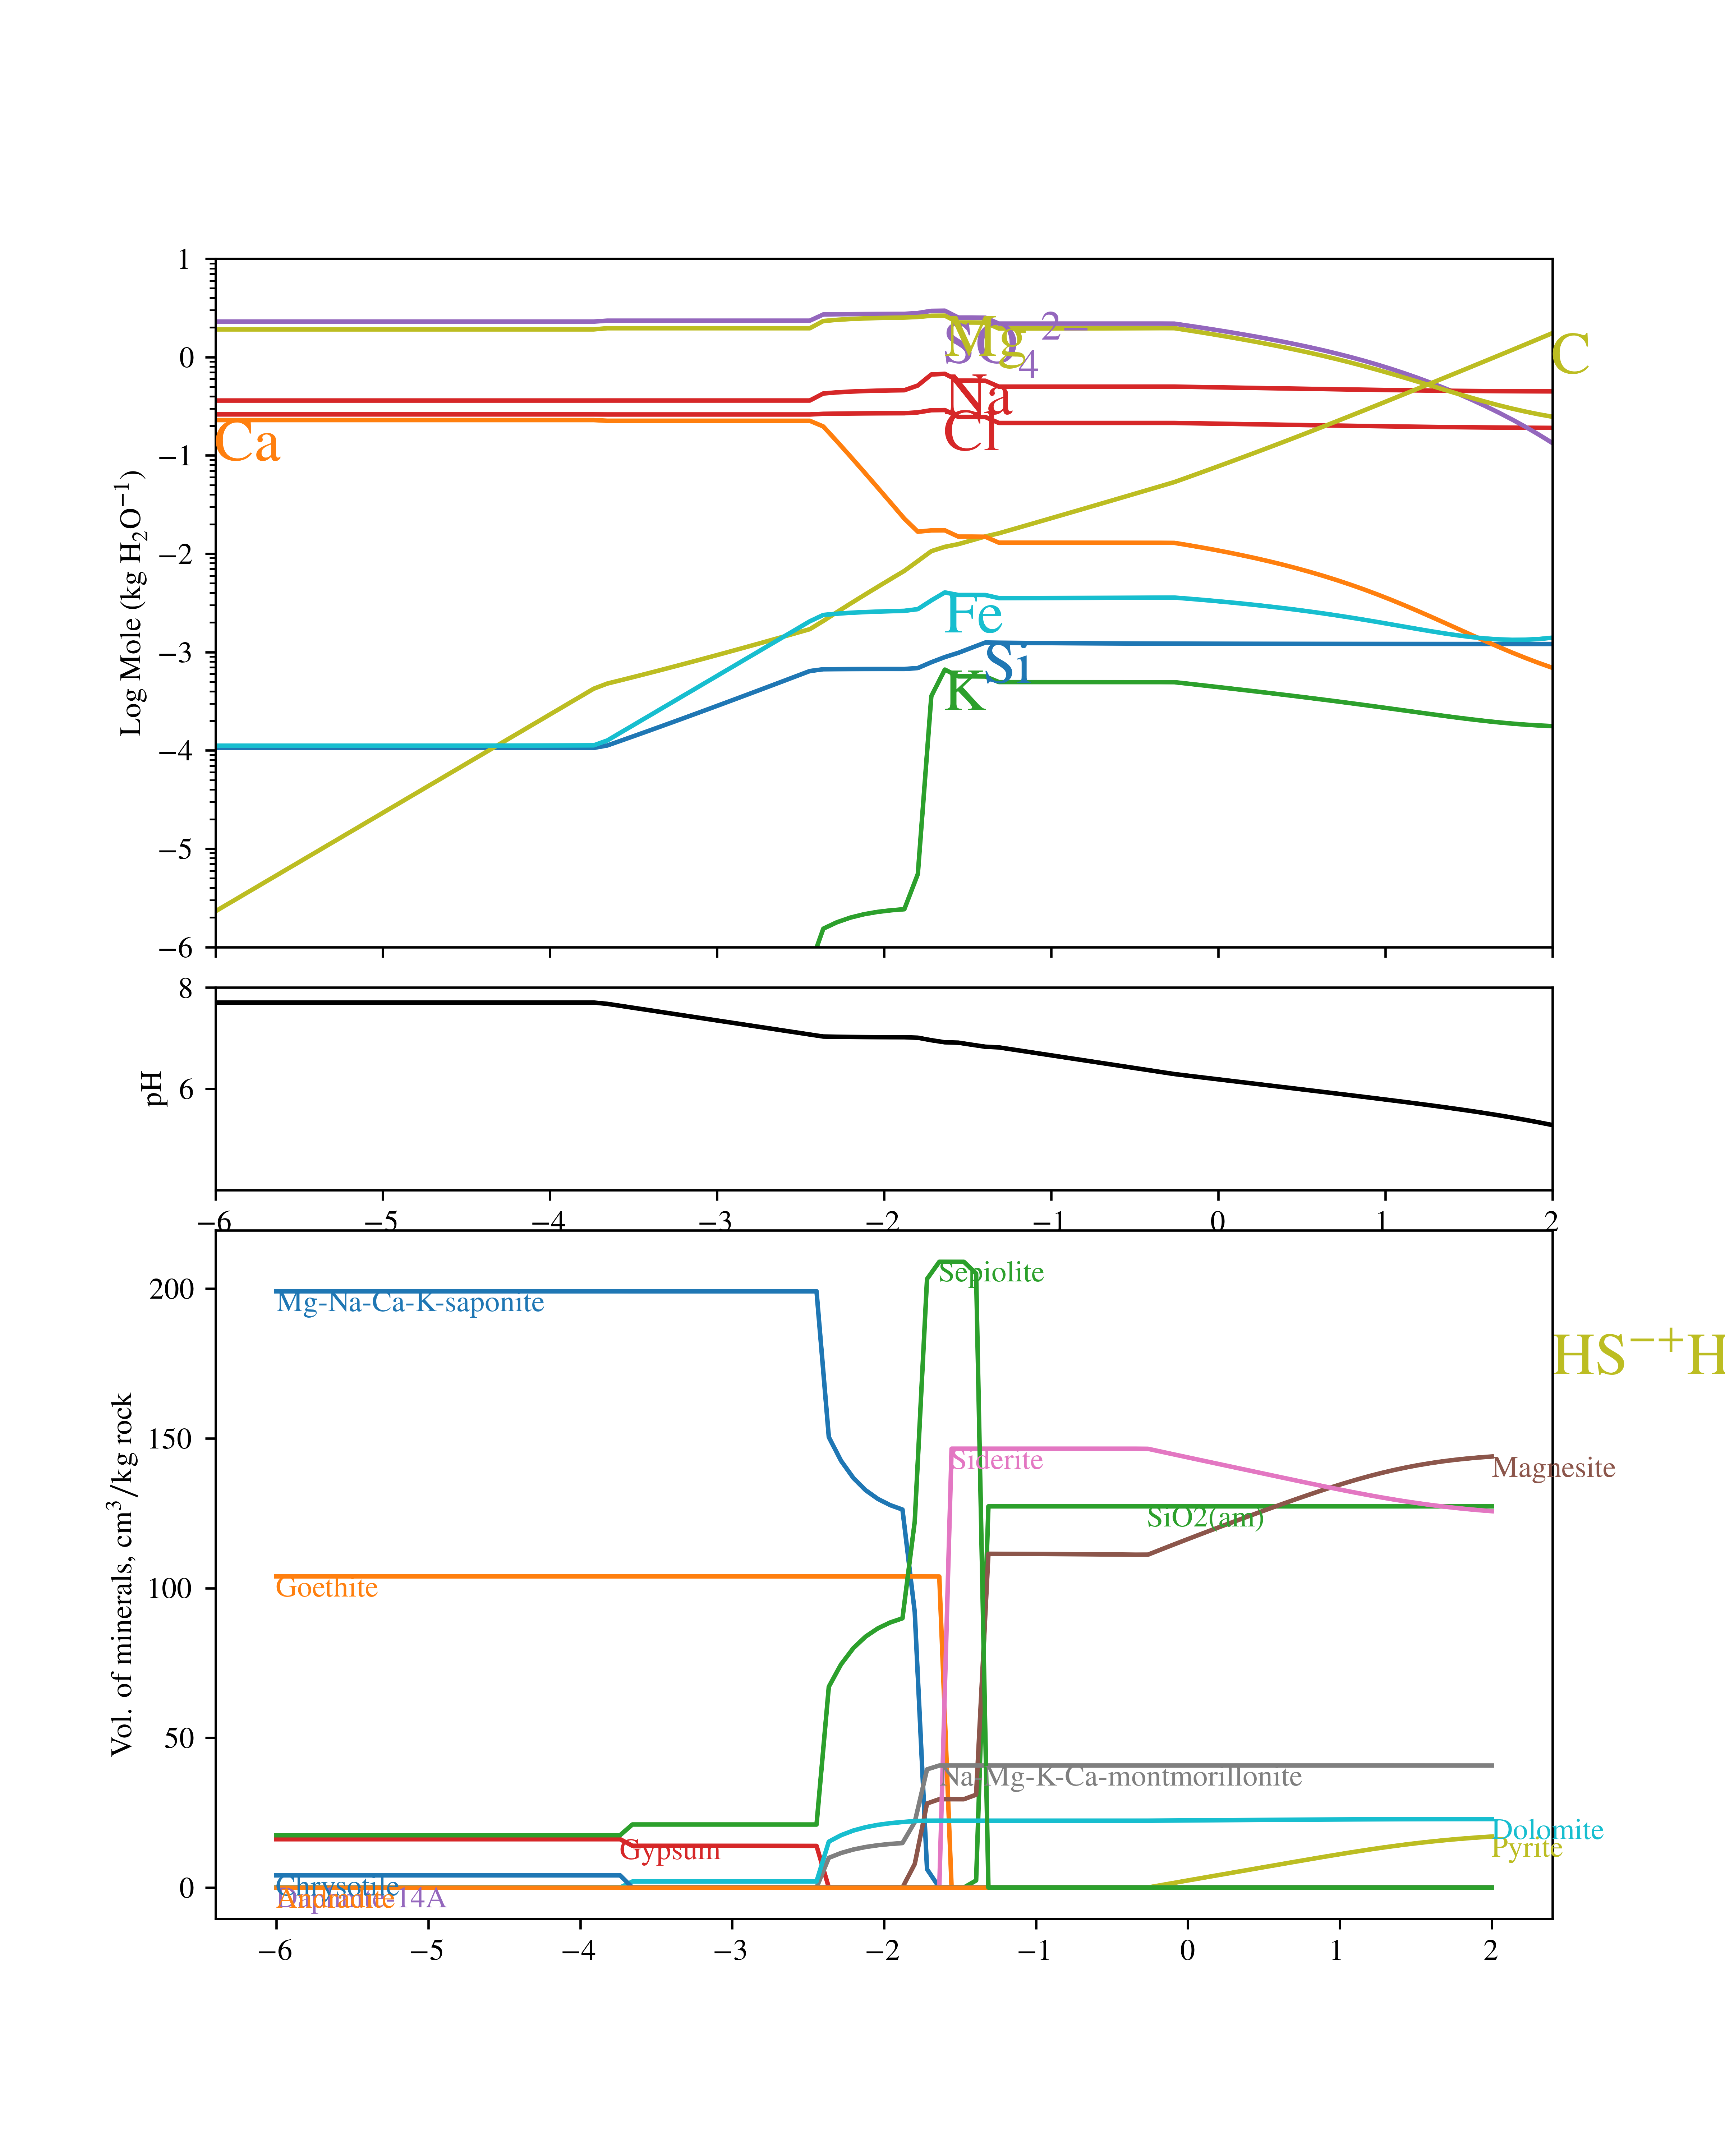 1
0
−1
−2
−3
−4
−5
−6
Log Mole (kg H₂O⁻¹)
SO₄²⁻
Mg
C
Na
Cl
Ca
Fe
Si
K
8
6
pH
−6 −5 −4 −3 −2 −1 0 1 2
200
150
100
50
0
Vol. of minerals, cm³/kg rock
Sepiolite
Mg-Na-Ca-K-saponite
HS⁻⁺H
Siderite
Magnesite
SiO2(am)
Goethite
Na-Mg-K-Ca-montmorillonite
Dolomite
Gypsum
Pyrite
Chrysotile
−6 −5 −4 −3 −2 −1 0 1 2